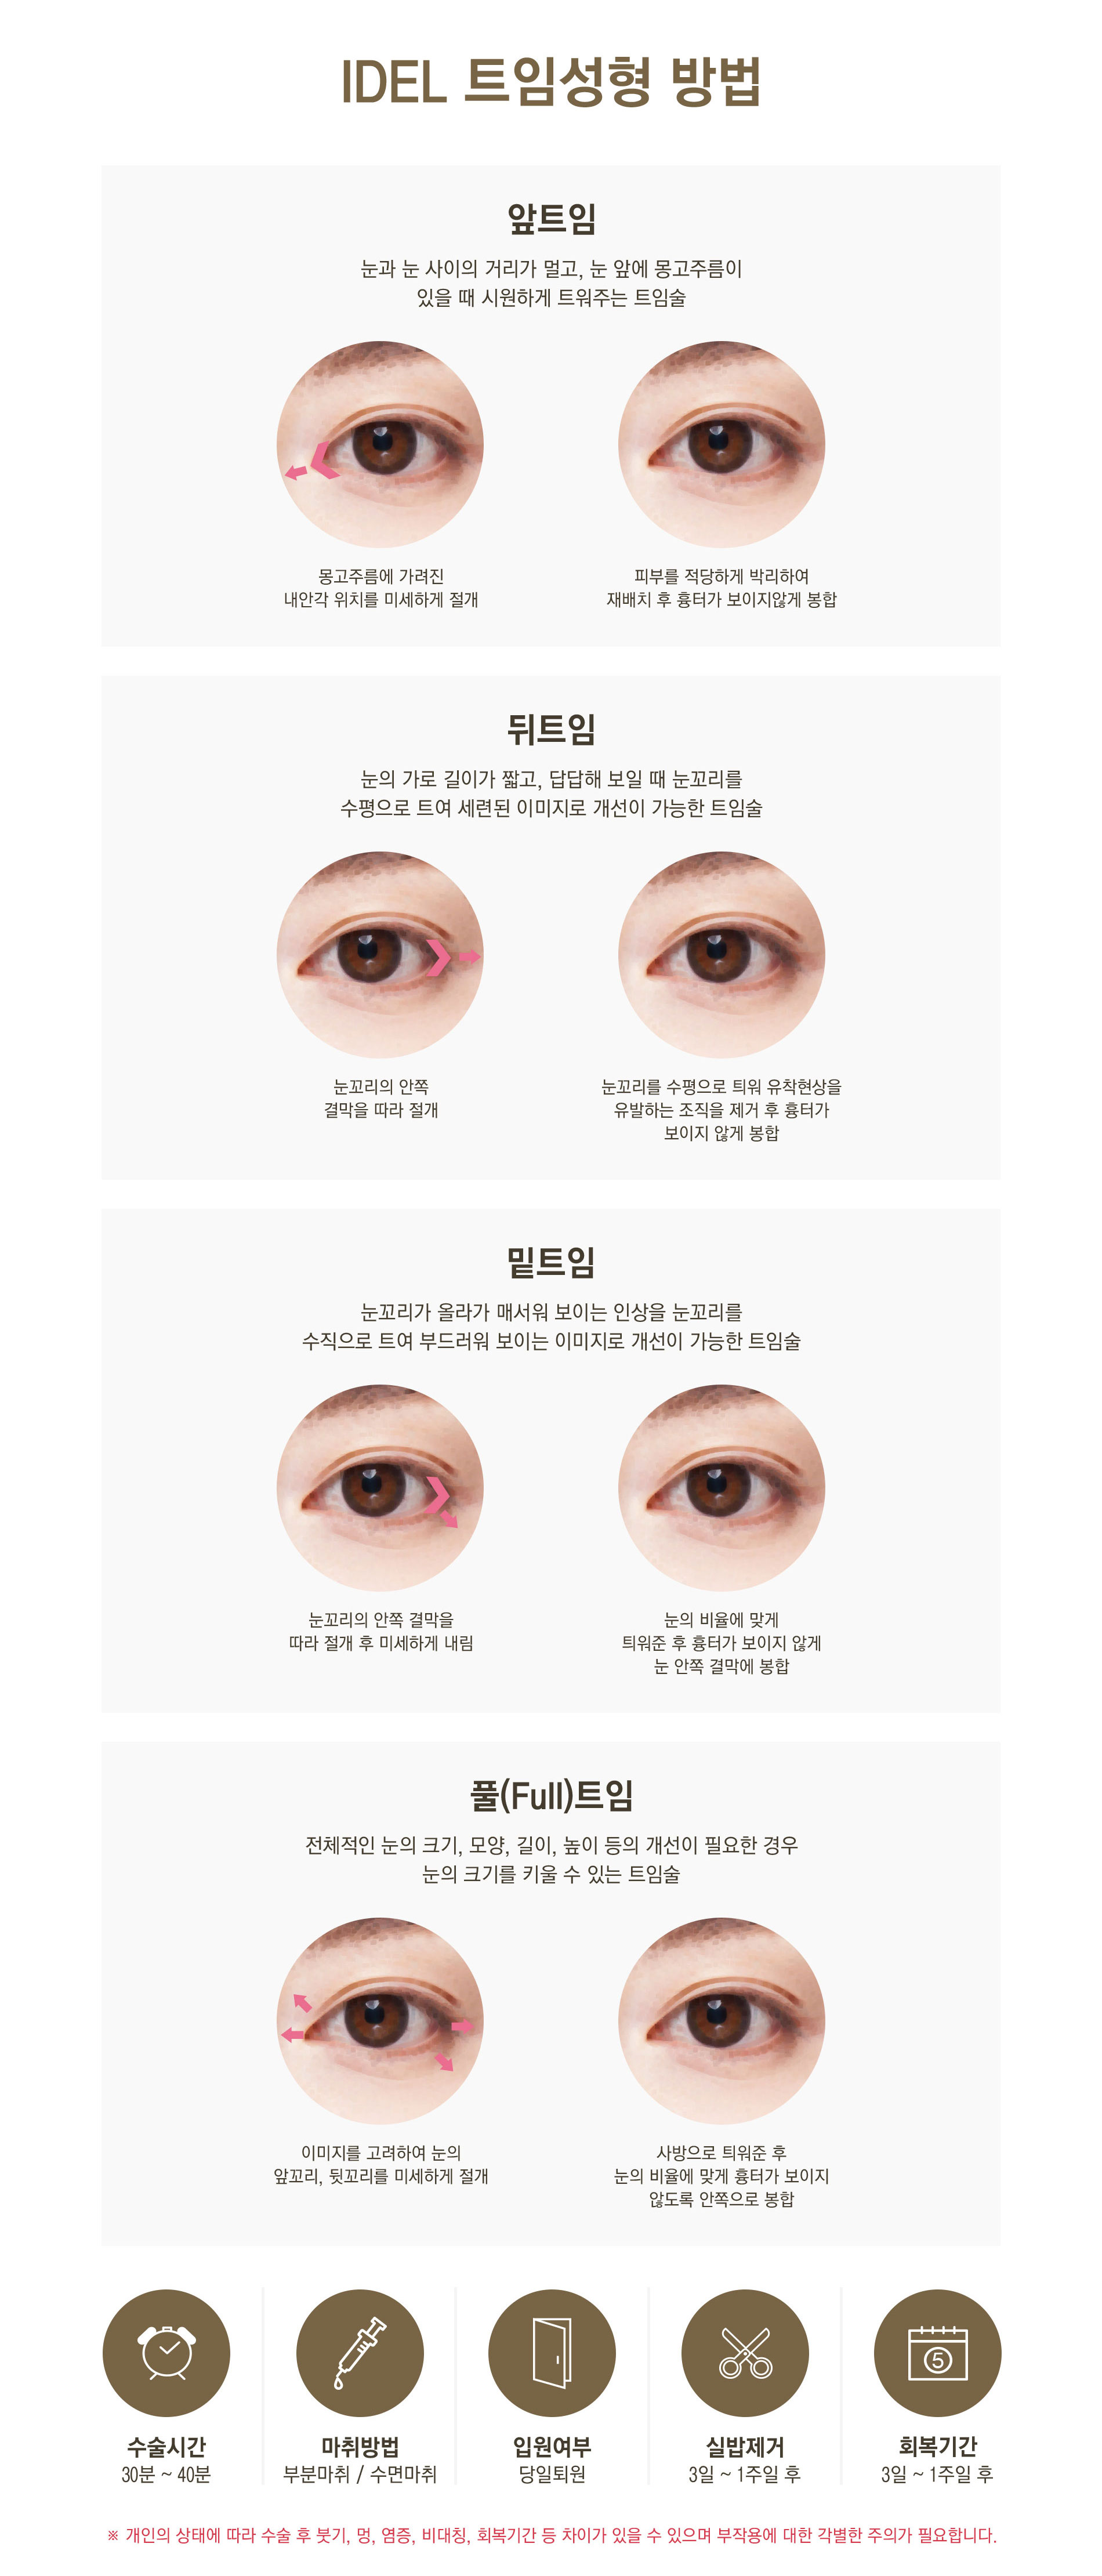 IDEL 트임성형 방법
앞트임
눈과 눈 사이의 거리가 멀고, 눈 앞에 몽고주름이
있을 때 시원하게 트워주는 트임술
몽고주름에 가려진
내안각 위치를 미세하게 절개
피부를 적당하게 박리하여
재배치 후 흉터가 보이지않게 봉합
뒤트임
눈의 가로 길이가 짧고, 답답해 보일 때 눈꼬리를
수평으로 트여 세련된 이미지로 개선이 가능한 트임술
눈꼬리의 안쪽
결막을 따라 절개
눈꼬리를 수평으로 틔워 유착현상을
유발하는 조직을 제거 후 흉터가
보이지 않게 봉합
밑트임
눈꼬리가 올라가 매서워 보이는 인상을 눈꼬리를
수직으로 트여 부드러워 보이는 이미지로 개선이 가능한 트임술
눈꼬리의 안쪽 결막을
따라 절개 후 미세하게 내림
눈의 비율에 맞게
틔워준 후 흉터가 보이지 않게
눈 안쪽 결막에 봉합
풀(Full)트임
전체적인 눈의 크기, 모양, 길이, 높이 등의 개선이 필요한 경우
눈의 크기를 키울 수 있는 트임술
이미지를 고려하여 눈의
앞꼬리, 뒷꼬리를 미세하게 절개
사방으로 틔워준 후
눈의 비율에 맞게 흉터가 보이지
않도록 안쪽으로 봉합
5
수술시간
30분 ~ 40분
마취방법
부분마취 / 수면마취
입원여부
당일퇴원
실밥제거
3일 ~ 1주일 후
회복기간
3일 ~ 1주일 후
※ 개인의 상태에 따라 수술 후 붓기, 멍, 염증, 비대칭, 회복기간 등 차이가 있을 수 있으며 부작용에 대한 각별한 주의가 필요합니다.